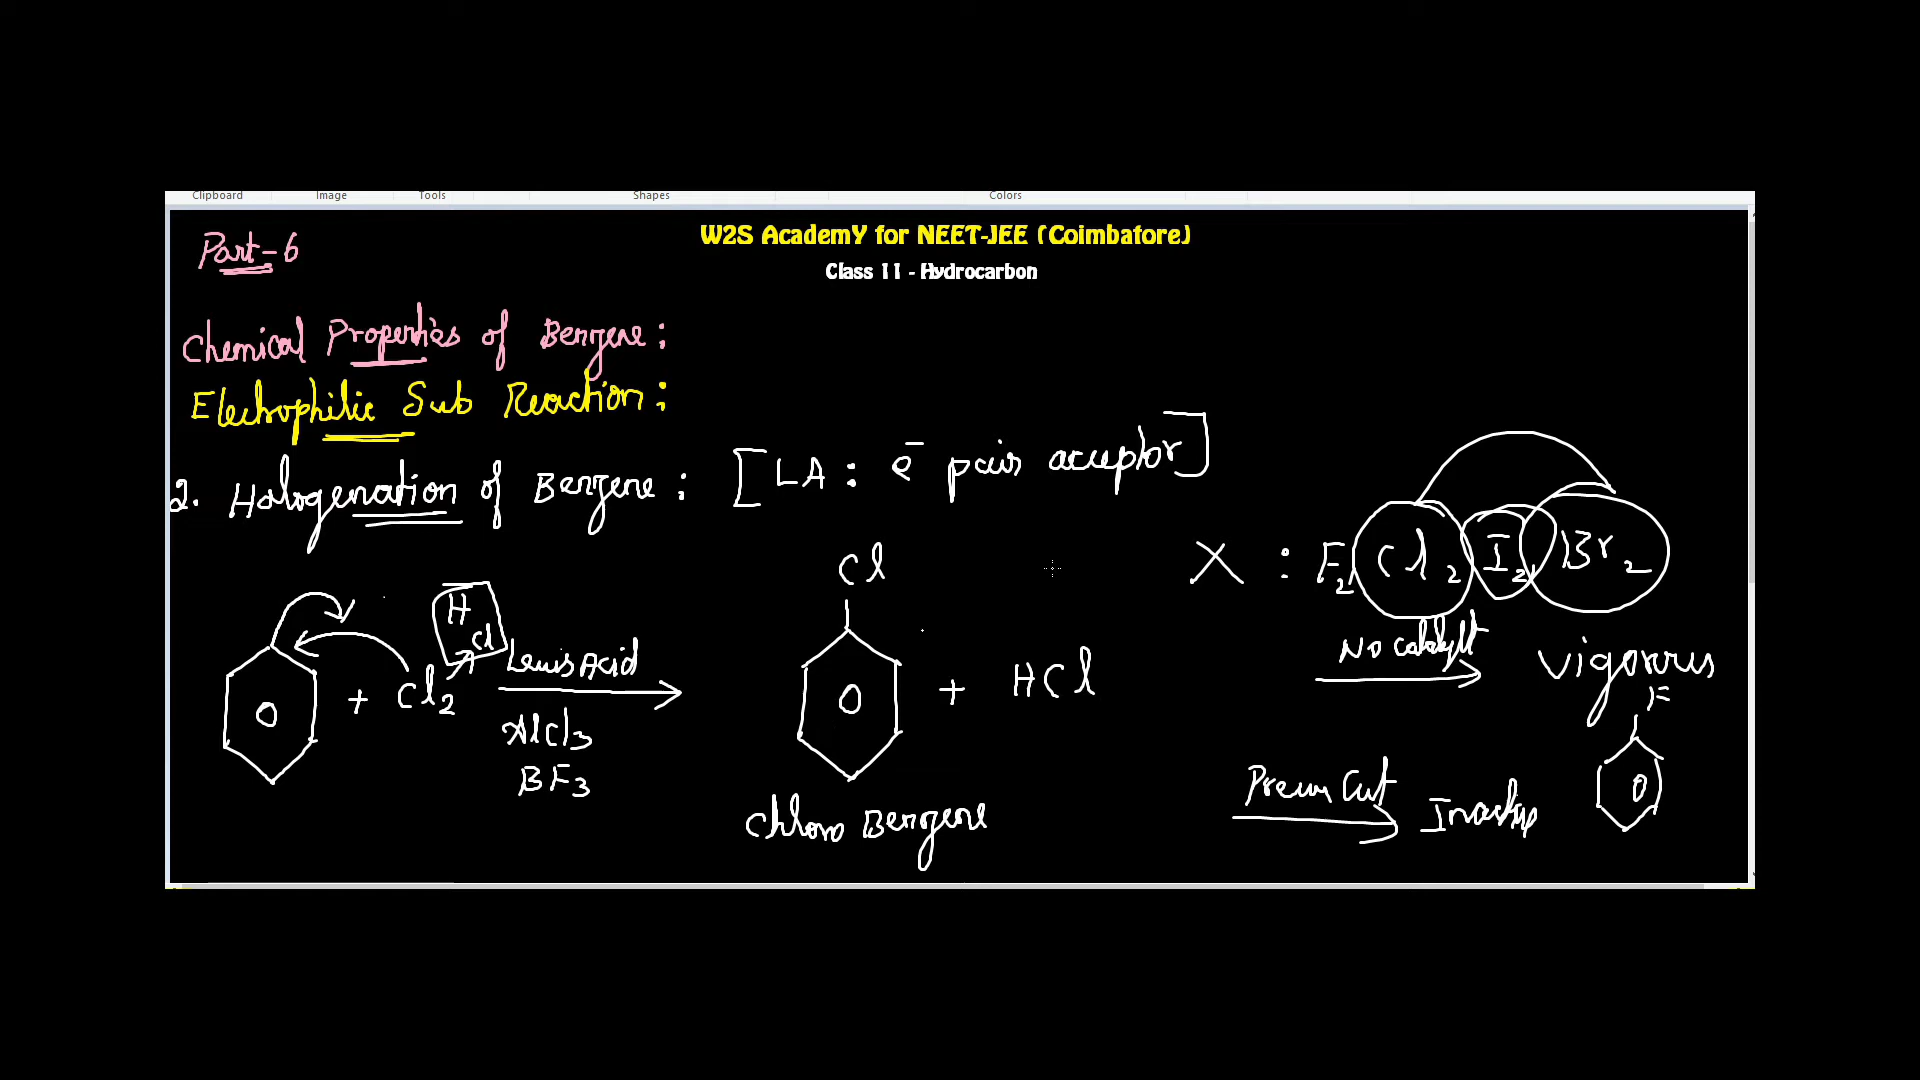 Clipboard Image Tools Shapes Colors
W2S AcademY for NEET-JEE (Coimbatore)
Class 11 - Hydrocarbon
Part-6
Chemical Properties of Benzene:
Electrophilic Sub Reaction:
2. Halogenation of Benzene: [LA: e⁻ pair acceptor]
Cl
X : F2 Cl2 I2 Br2
H
Cl
+ Cl2 Lewis Acid
AlCl3
BF3
+ HCl
No Catalyst
Vigorous
F
Chloro Benzene
Inactive